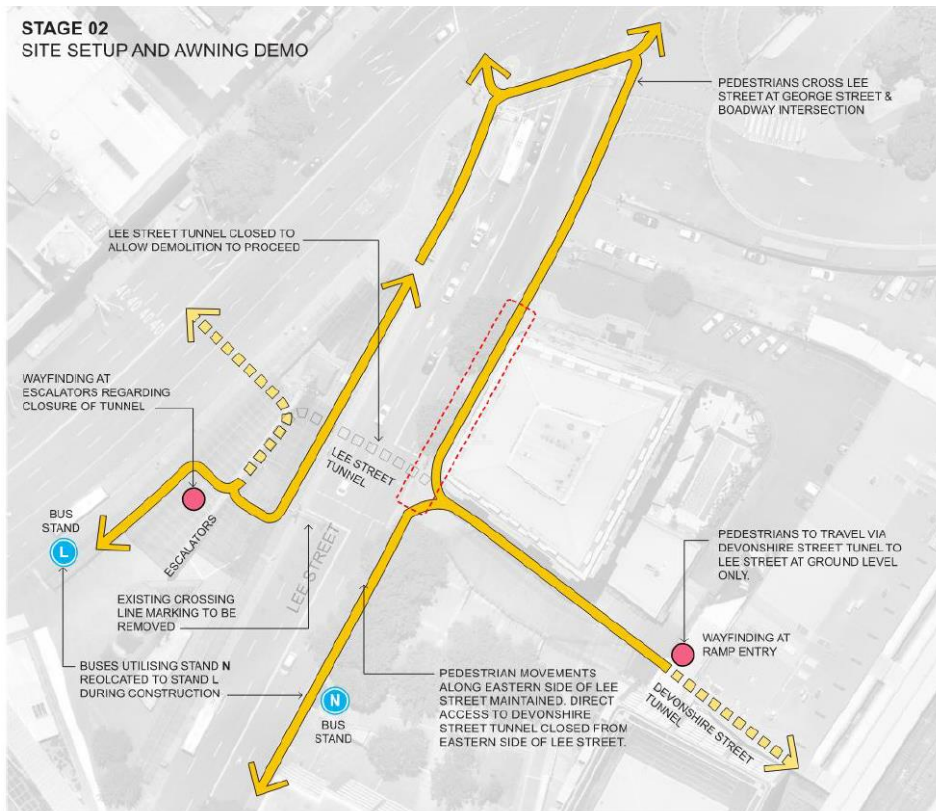 STAGE 02
SITE SETUP AND AWNING DEMO
PEDESTRIANS CROSS LEE
STREET AT GEORGE STREET &
BOADWAY INTERSECTION
LEE STREET TUNNEL CLOSED TO
ALLOW DEMOLITION TO PROCEED
WAYFINDING AT
ESCALATORS REGARDING
CLOSURE OF TUNNEL
LEE STREET
TUNNEL
BUS
STAND
L
ESCALATORS
LEE STREET
PEDESTRIANS TO TRAVEL VIA
DEVONSHIRE STREET TUNEL TO
LEE STREET AT GROUND LEVEL
ONLY.
EXISTING CROSSING
LINE MARKING TO BE
REMOVED
WAYFINDING AT
RAMP ENTRY
BUSES UTILISING STAND N
REOLCATED TO STAND L
DURING CONSTRUCTION
N
BUS
STAND
PEDESTRIAN MOVEMENTS
ALONG EASTERN SIDE OF LEE
STREET MAINTAINED. DIRECT
ACCESS TO DEVONSHIRE
STREET TUNNEL CLOSED FROM
EASTERN SIDE OF LEE STREET.
DEVONSHIRE STREET
TUNNEL